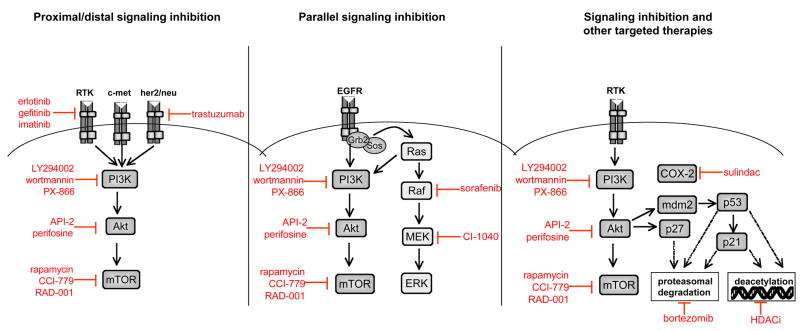 Proximal/distal signaling inhibition
RTK
c-met
her2/neu
erlotinib
gefitinib
imatinib
trastuzumab
LY294002
wortmannin
PX-866
PI3K
API-2
perifosine
Akt
rapamycin
CCI-779
RAD-001
mTOR
Parallel signaling inhibition
EGFR
Grb2
Sos
Ras
LY294002
wortmannin
PX-866
PI3K
Raf
sorafenib
API-2
perifosine
Akt
MEK
CI-1040
rapamycin
CCI-779
RAD-001
mTOR
ERK
Signaling inhibition and
other targeted therapies
RTK
LY294002
wortmannin
PX-866
PI3K
COX-2
sulindac
API-2
perifosine
Akt
mdm2
p53
p27
p21
rapamycin
CCI-779
RAD-001
mTOR
proteasomal
degradation
deacetylation
bortezomib
HDACi